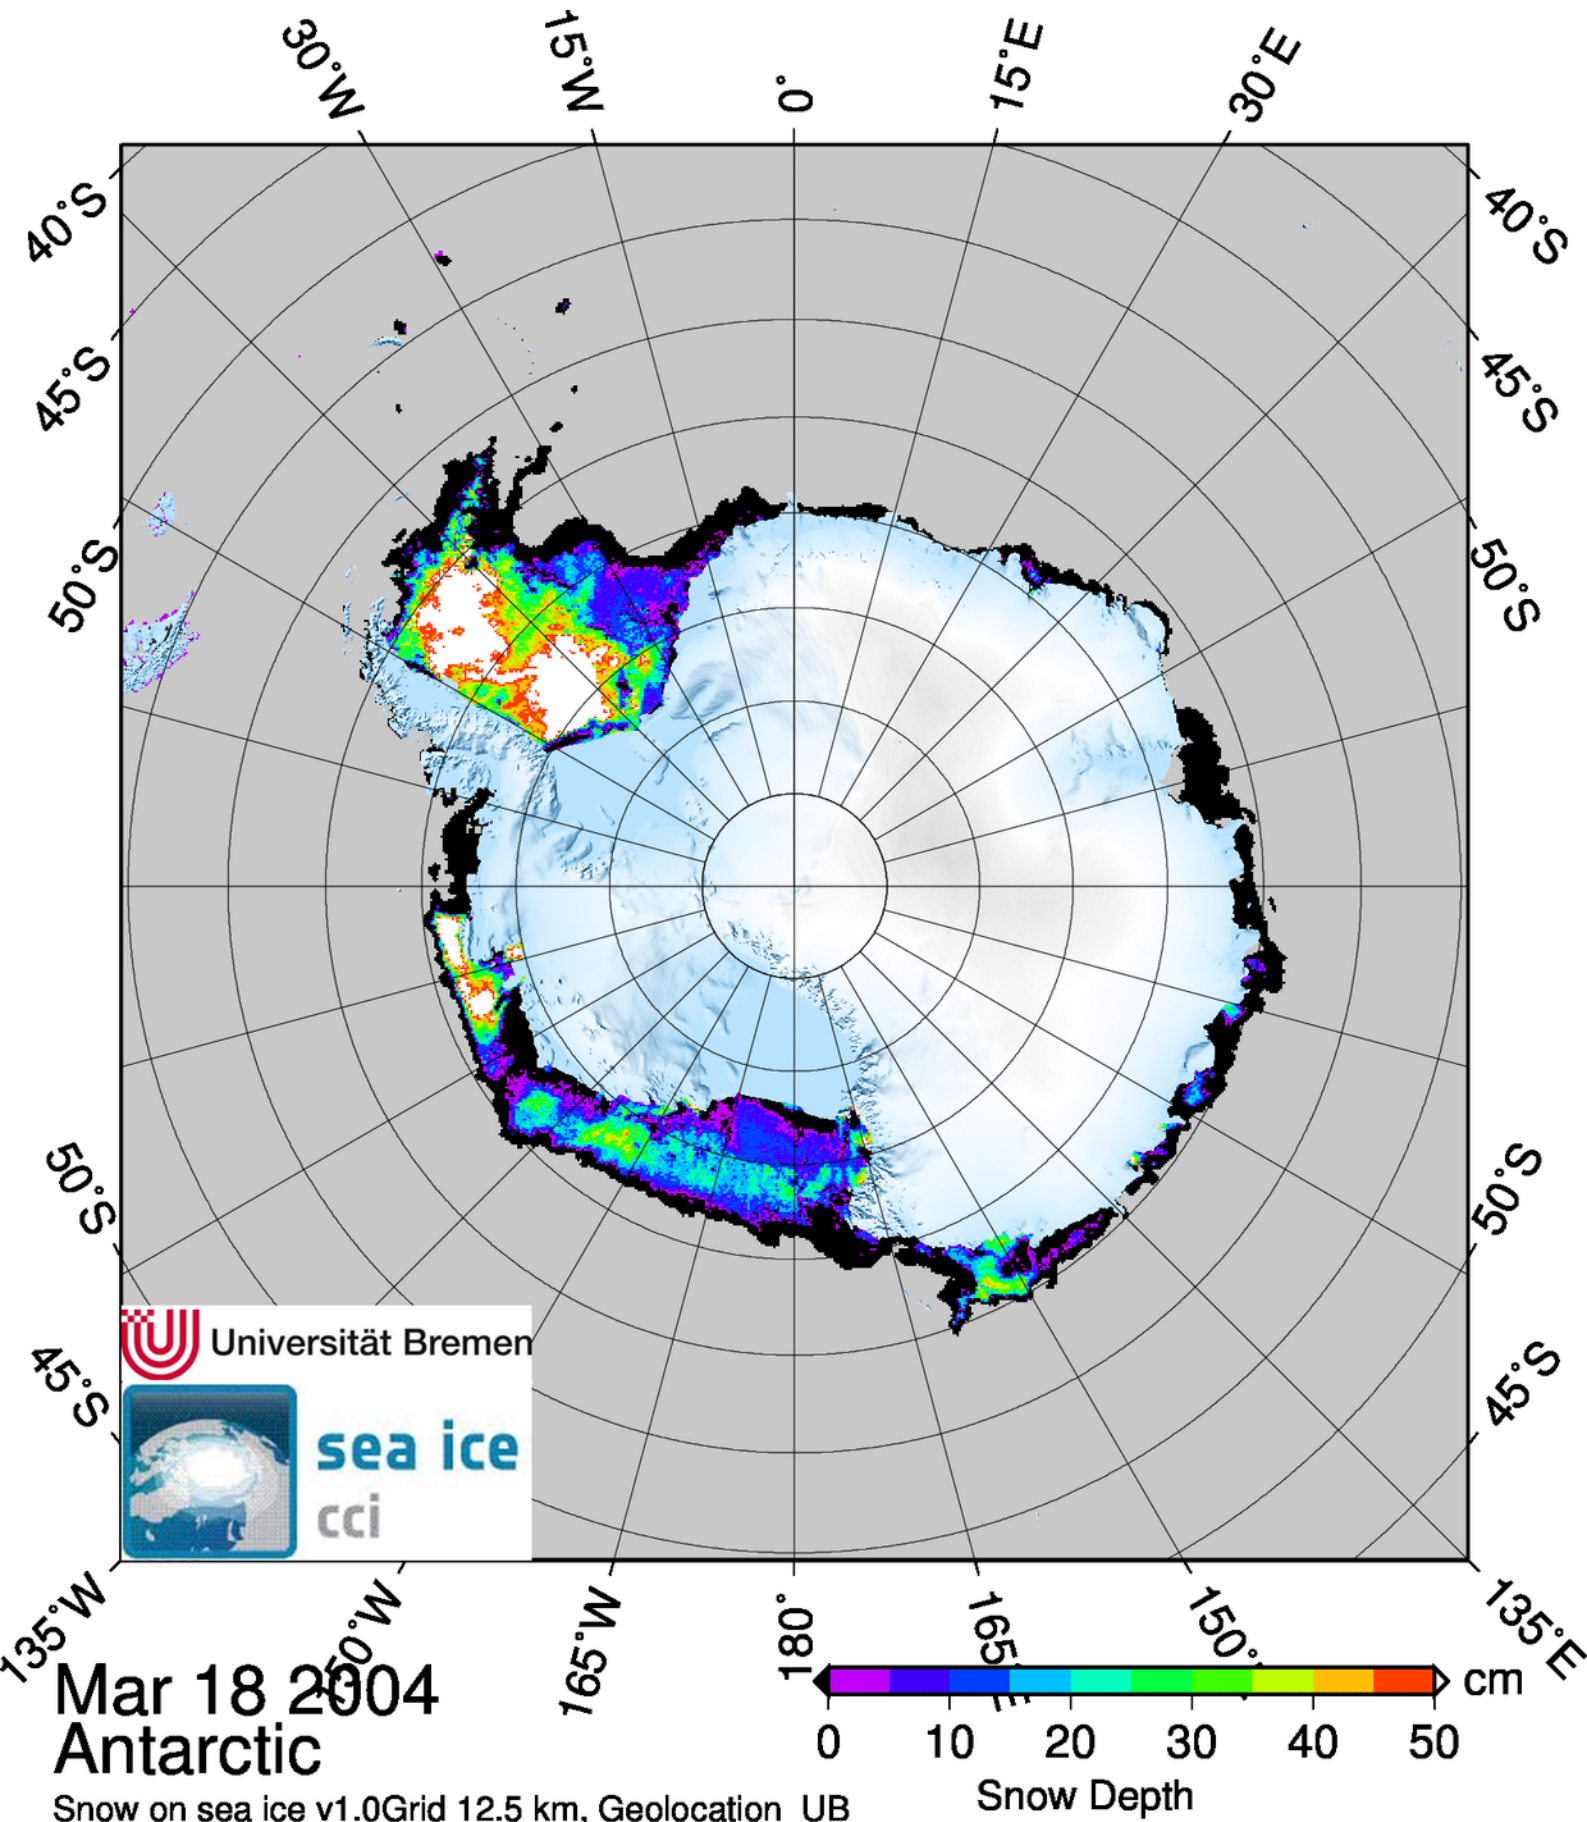 30°W
15°W
0°
15°E
30°E
40°S
40°S
45°S
45°S
50°S
50°S
50°S
50°S
45°S
45°S
Universität Bremen
sea ice
cci
135°W
165°W
180°
150°
135°E
Mar 18 2004
Antarctic
cm
0 10 20 30 40 50
Snow Depth
Snow on sea ice v1.0Grid 12.5 km, Geolocation UB